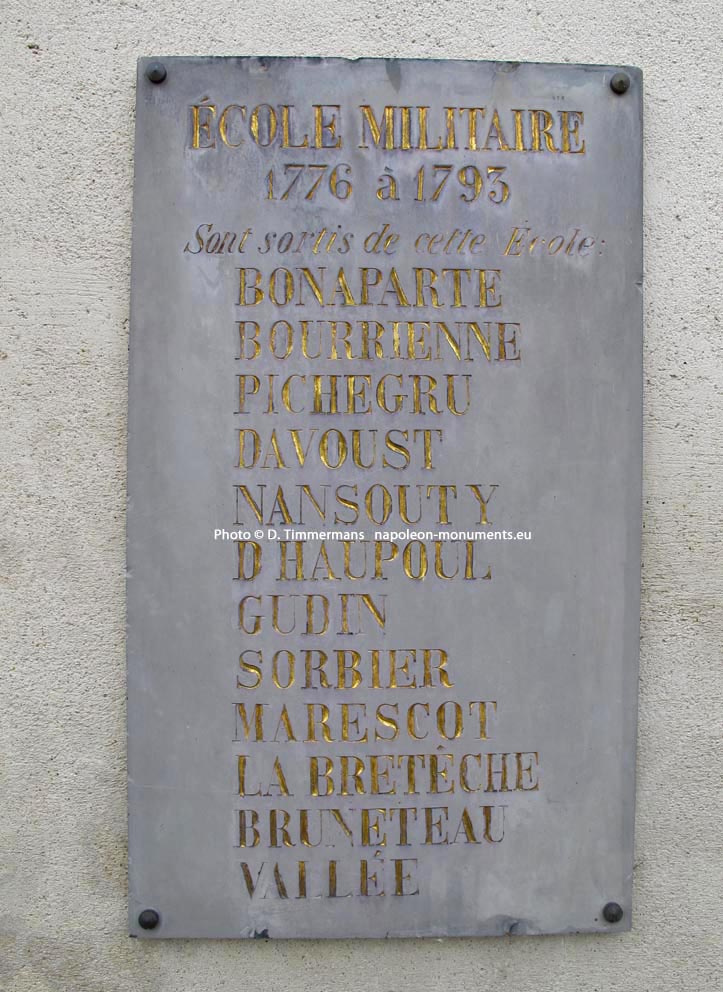 ÉCOLE MILITAIRE
1776 à 1793
Sont sortis de cette École:
BONAPARTE
BOURRIENNE
PICHEGRU
DAVOUST
NANSOUTY
Photo © D. Timmermans napoleon-monuments.eu
D'HAUPOUL
GUDIN
SORBIER
MARESCOT
LA BRETÊCHE
BRUNETEAU
VALLÉE